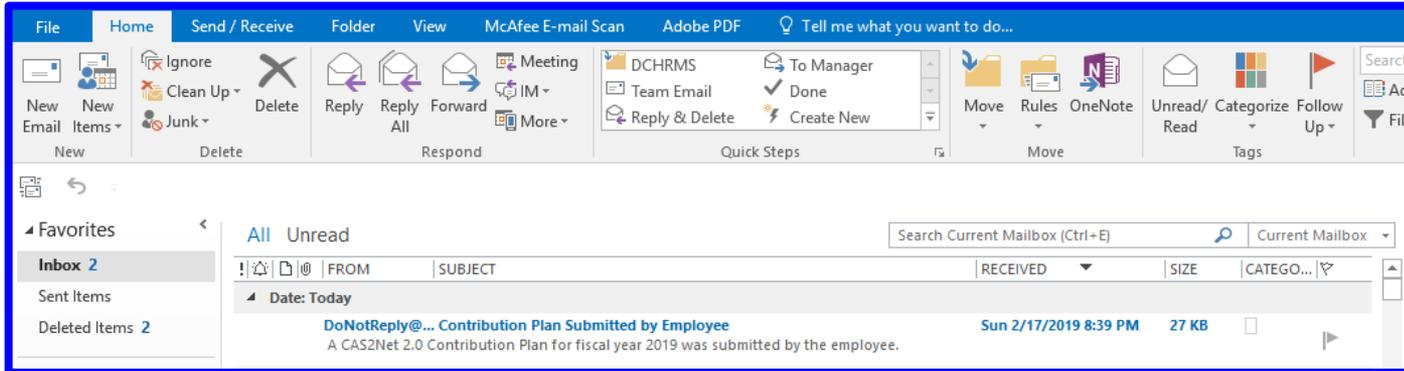 File Home Send / Receive Folder View McAfee E-mail Scan Adobe PDF Tell me what you want to do...
Ignore Meeting DCHRMS To Manager Search
Clean Up IM Team Email Done
New Email New Items Junk Delete Reply Reply All Forward More Reply & Delete Create New Move Rules OneNote Unread/ Read Categorize Follow Up
New Delete Respond Quick Steps Move Tags
Favorites All Unread Search Current Mailbox (Ctrl+E) Current Mailbox
Inbox 2 ! FROM SUBJECT RECEIVED SIZE CATEGO...
Sent Items Date: Today
Deleted Items 2 DoNotReply@... Contribution Plan Submitted by Employee Sun 2/17/2019 8:39 PM 27 KB
A CAS2Net 2.0 Contribution Plan for fiscal year 2019 was submitted by the employee.